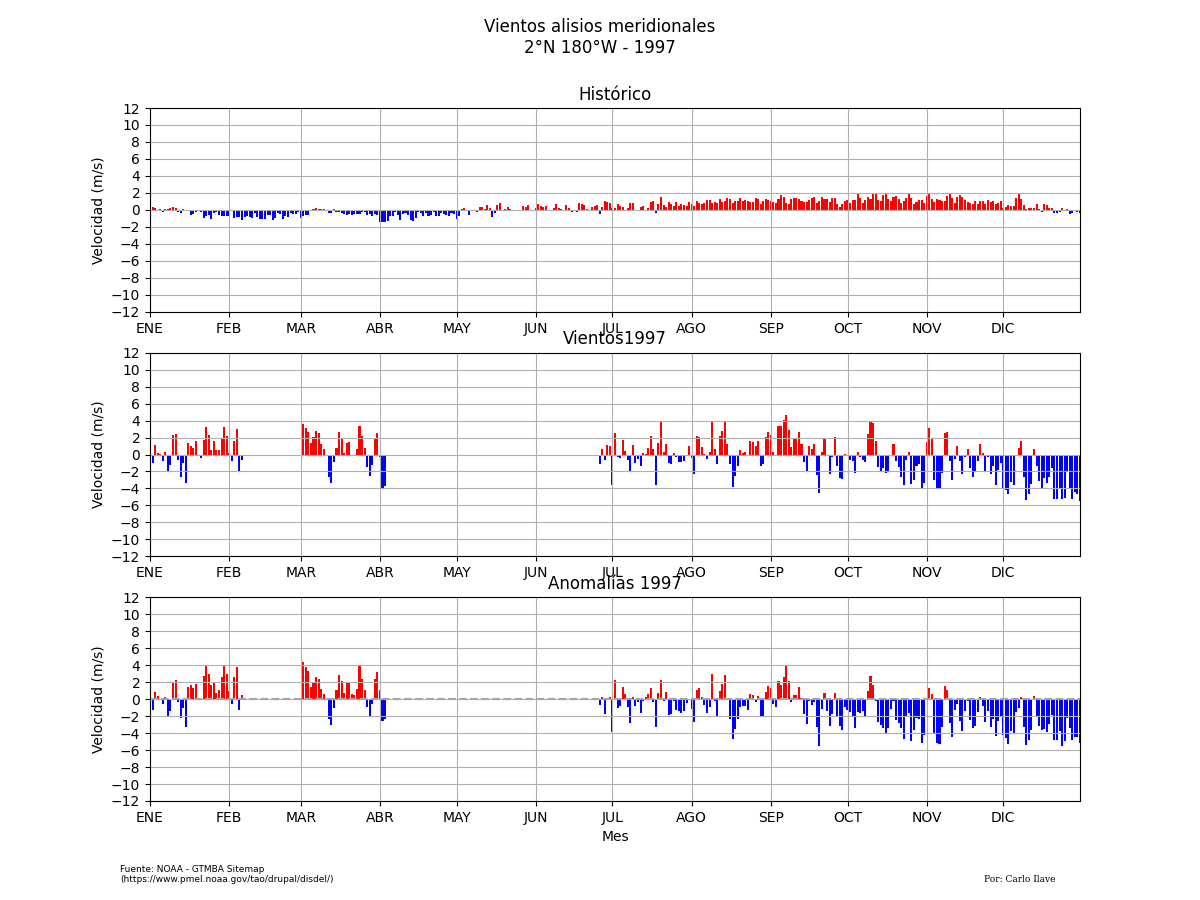 Vientos alisios meridionales
2°N 180°W - 1997
Histórico
12
10
8
6
4
2
0
−2
−4
−6
−8
−10
−12
Velocidad (m/s)
ENE FEB MAR ABR MAY JUN JUL AGO SEP OCT NOV DIC
Vientos1997
12
10
8
6
4
2
0
−2
−4
−6
−8
−10
−12
Velocidad (m/s)
ENE FEB MAR ABR MAY JUN JUL AGO SEP OCT NOV DIC
Anomalías 1997
12
10
8
6
4
2
0
−2
−4
−6
−8
−10
−12
Velocidad (m/s)
ENE FEB MAR ABR MAY JUN JUL AGO SEP OCT NOV DIC
Mes
Fuente: NOAA - GTMBA Sitemap
(https://www.pmel.noaa.gov/tao/drupal/disdel/)
Por: Carlo Ilave